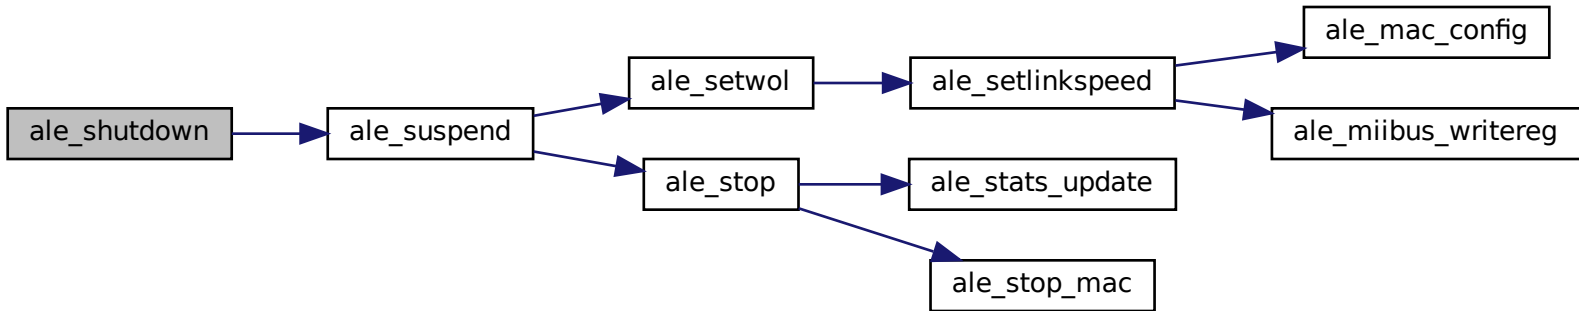 ale_shutdown
ale_suspend
ale_setwol
ale_setlinkspeed
ale_mac_config
ale_miibus_writereg
ale_stop
ale_stats_update
ale_stop_mac